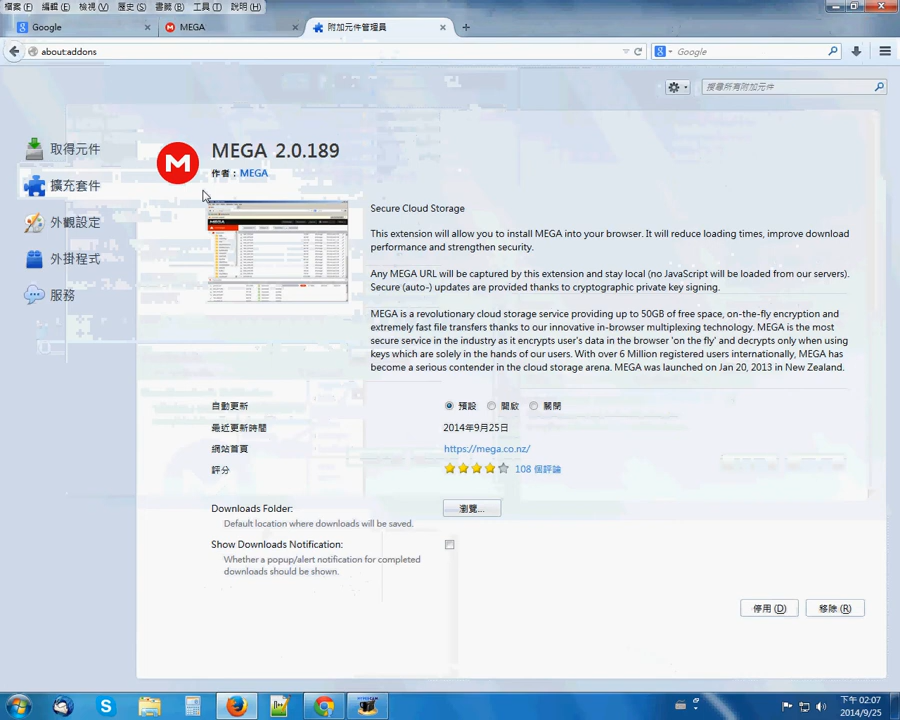 檔案(F) 編輯(E) 檢視(V) 歷史(S) 書籤(B) 工具(T) 說明(H)
Google MEGA 附加元件管理員
about:addons Google
搜尋所有附加元件
取得元件
擴充套件
外觀設定
外掛程式
服務
MEGA 2.0.189
作者：MEGA
Secure Cloud Storage
This extension will allow you to install MEGA into your browser. It will reduce loading times, improve download
performance and strengthen security.
Any MEGA URL will be captured by this extension and stay local (no JavaScript will be loaded from our servers).
Secure (auto-) updates are provided thanks to cryptographic private key signing.
MEGA is a revolutionary cloud storage service providing up to 50GB of free space, on-the-fly encryption and
extremely fast file transfers thanks to our innovative in-browser multiplexing technology. MEGA is the most
secure service in the industry as it encrypts user's data in the browser 'on the fly' and decrypts only when using
keys which are solely in the hands of our users. With over 6 Million registered users internationally, MEGA has
become a serious contender in the cloud storage arena. MEGA was launched on Jan 20, 2013 in New Zealand.
自動更新 預設 開啟 關閉
最近更新時間 2014年9月25日
網站首頁 https://mega.co.nz/
評分 108 個評論
Downloads Folder: 瀏覽...
Default location where downloads will be saved.
Show Downloads Notification:
Whether a popup/alert notification for completed
downloads should be shown.
停用 (D) 移除 (R)
下午 02:07
2014/9/25